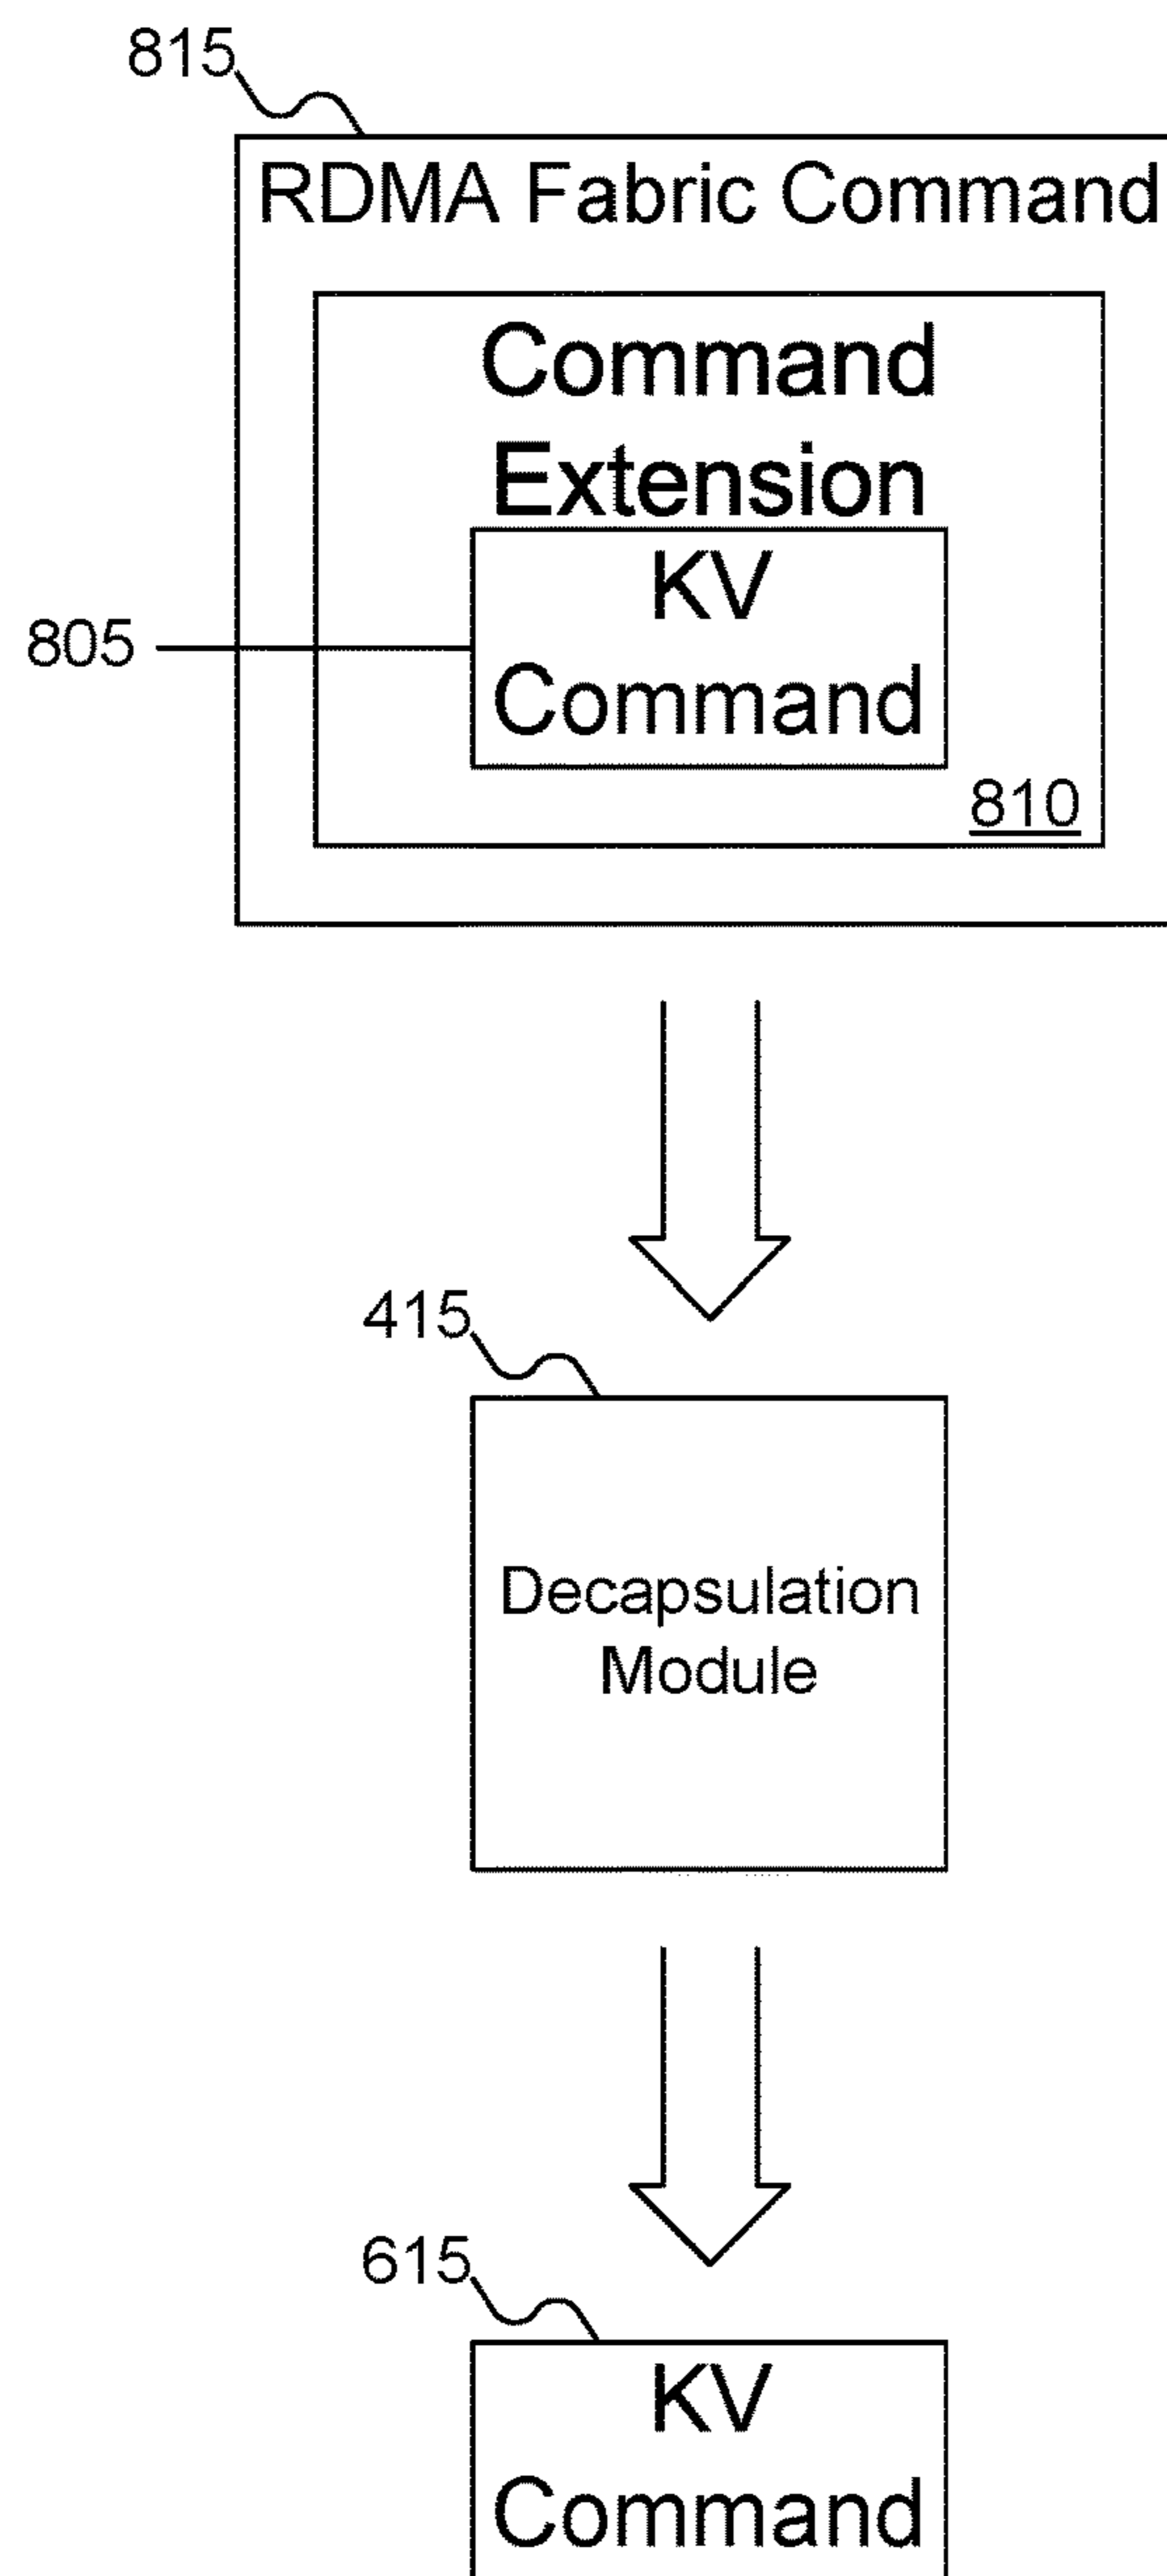 815
RDMA Fabric Command
Command
Extension
KV
805
Command
810
415
Decapsulation
Module
615
KV
Command